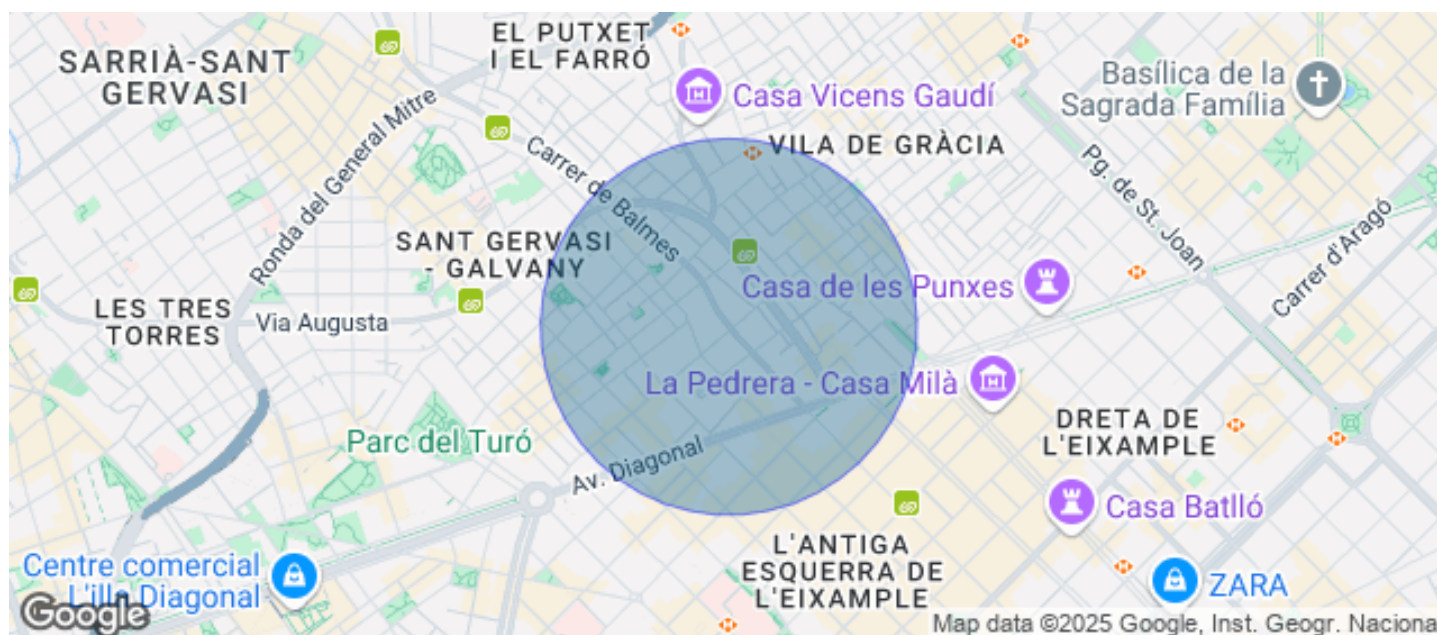 EL PUTXET
I EL FARRÓ
SARRIÀ-SANT
GERVASI
Basílica de la
Sagrada Família
Casa Vicens Gaudí
VILA DE GRÀCIA
Ronda del General Mitre
Carrer de Balmes
Pg. de St. Joan
SANT GERVASI
- GALVANY
Casa de les Punxes
Carrer d'Aragó
LES TRES
TORRES
Via Augusta
La Pedrera - Casa Milà
DRETA DE
L'EIXAMPLE
Parc del Turó
Av. Diagonal
Casa Batlló
L'ANTIGA
ESQUERRA DE
L'EIXAMPLE
Centre comercial
L'illa Diagonal
ZARA
Google
Map data ©2025 Google, Inst. Geogr. Naciona